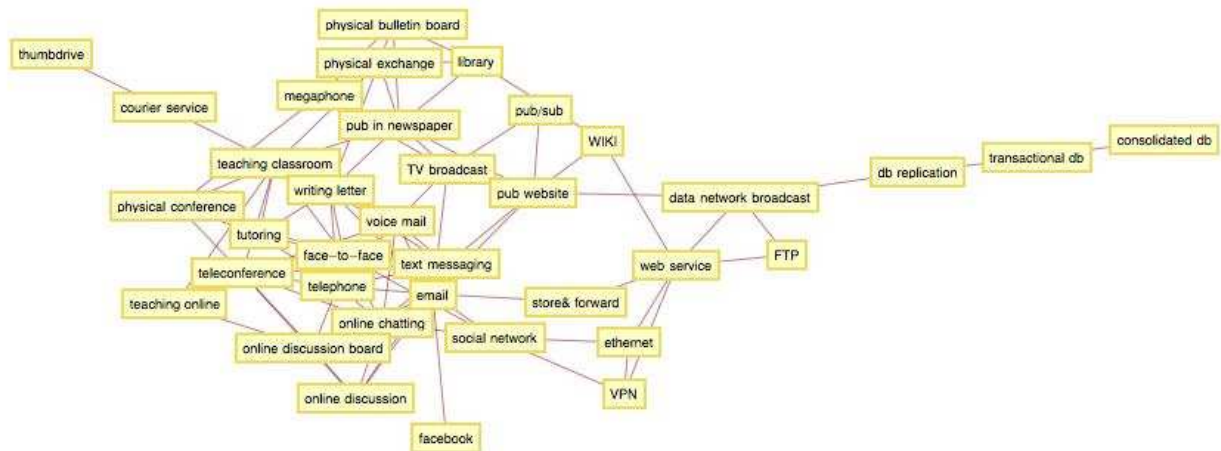 physical bulletin board
thumbdrive
physical exchange
library
megaphone
courier service
pub/sub
pub in newspaper
WIKI
consolidated db
transactional db
teaching classroom
TV broadcast
db replication
writing letter
pub website
data network broadcast
physical conference
voice mail
tutoring
face-to-face
text messaging
web service
FTP
teleconference
telephone
email
teaching online
store& forward
online chatting
social network
ethernet
online discussion board
VPN
online discussion
facebook